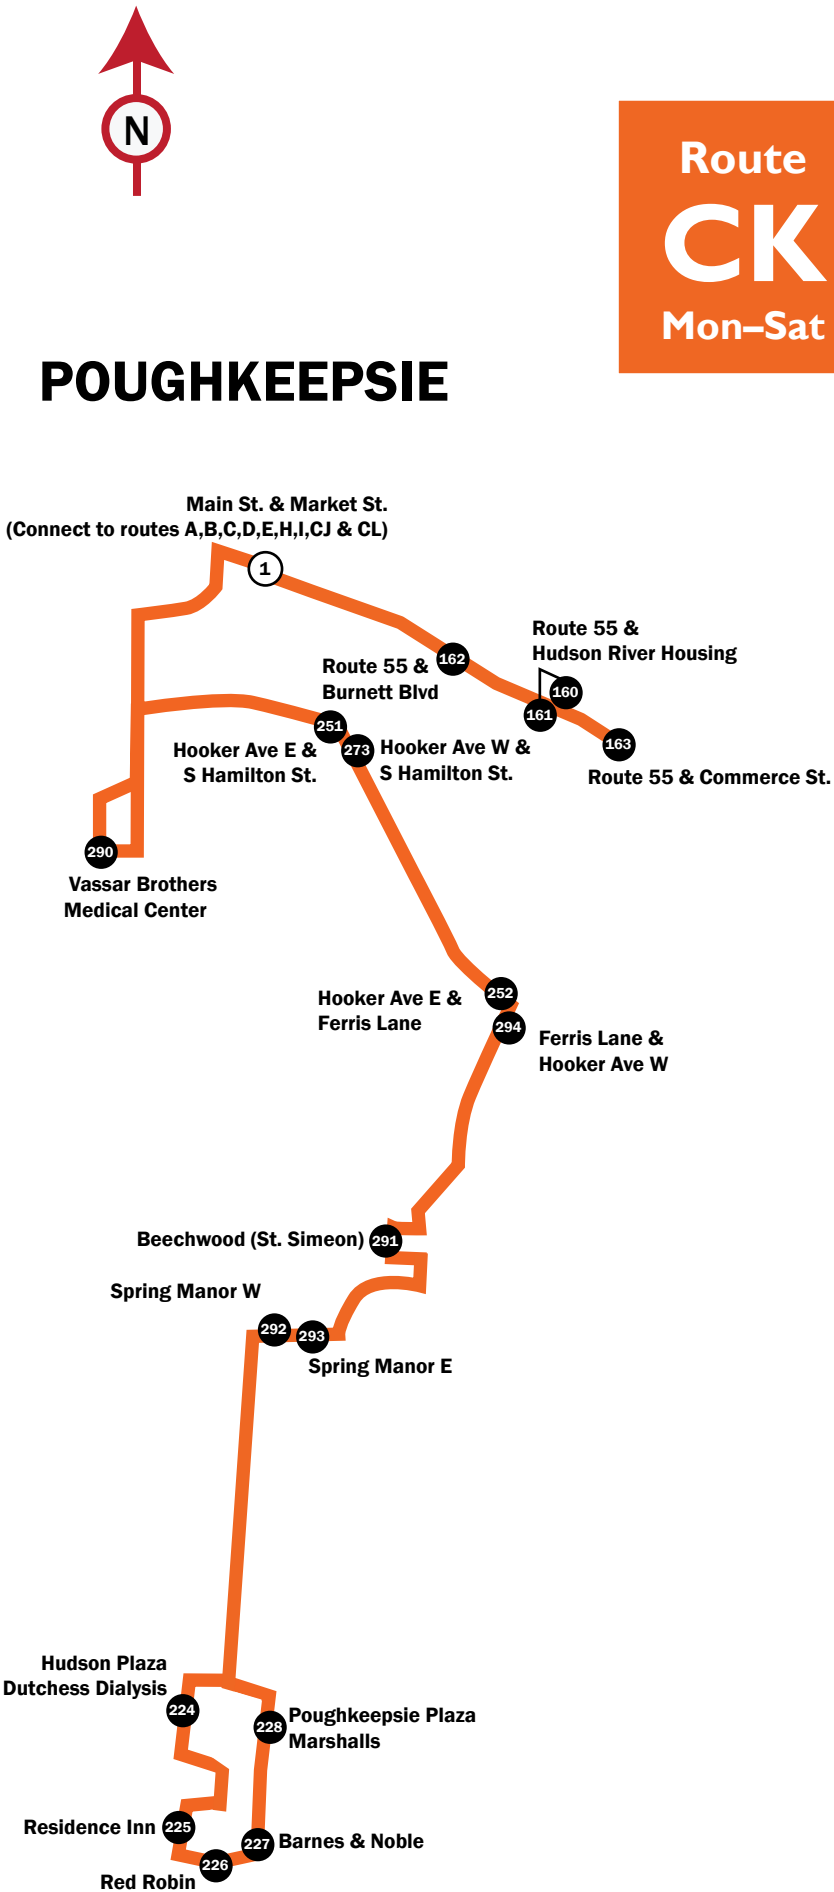 N
Route
CK
Mon–Sat
POUGHKEEPSIE
Main St. & Market St.
(Connect to routes A,B,C,D,E,H,I,CJ & CL)
1
Route 55 &
Hudson River Housing
162
160
161
163
Route 55 &
Burnett Blvd
Route 55 & Commerce St.
251
273
Hooker Ave E &
S Hamilton St.
Hooker Ave W &
S Hamilton St.
290
Vassar Brothers
Medical Center
252
Hooker Ave E &
Ferris Lane
294
Ferris Lane &
Hooker Ave W
Beechwood (St. Simeon)
291
Spring Manor W
292
293
Spring Manor E
Hudson Plaza
Dutchess Dialysis
224
228
Poughkeepsie Plaza
Marshalls
Residence Inn
225
227
Barnes & Noble
226
Red Robin